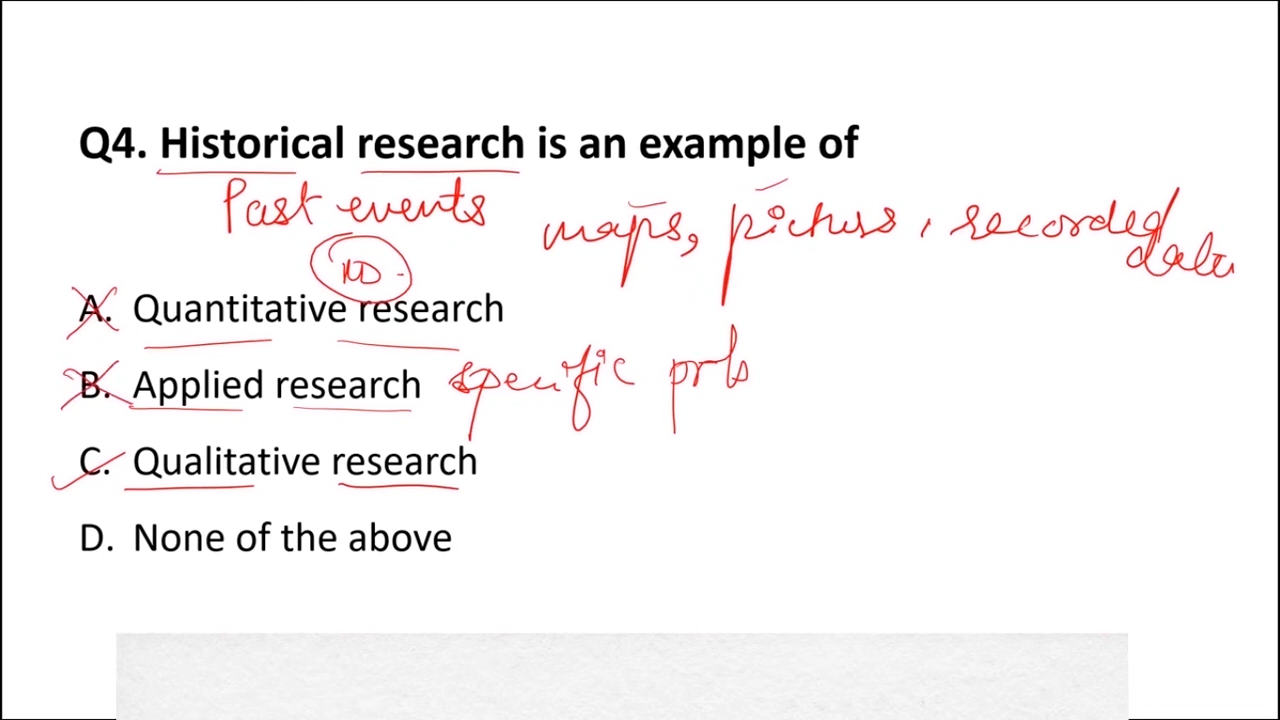 Q4. Historical research is an example of
Past events
maps, pictures, recorded data
ND
A. Quantitative research
B. Applied research specific prb
C. Qualitative research
D. None of the above